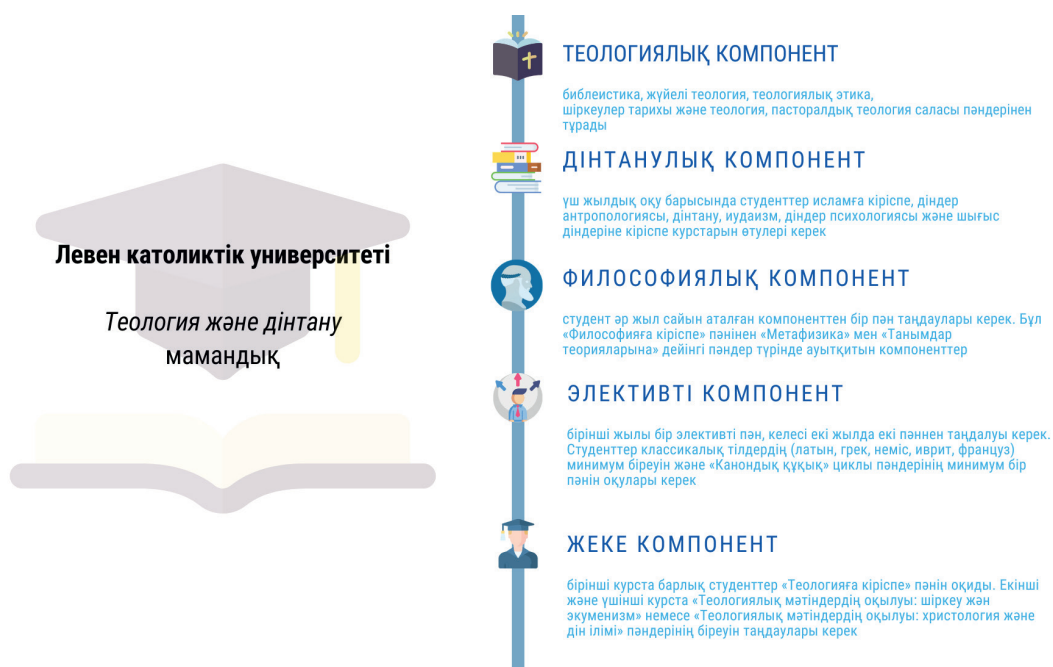 Левен католиктік университеті
Теология және дінтану
мамандық
ТЕОЛОГИЯЛЫҚ КОМПОНЕНТ
библеистика, жүйелі теология, теологиялық этика,
шіркеулер тарихы және теология, пасторалдық теология саласы пәндерінен
тұрады
ДІНТАНУЛЫҚ КОМПОНЕНТ
үш жылдық оқу барысында студенттер исламға кіріспе, діндер
антропологиясы, дінтану, иудаизм, діндер психологиясы және шығыс
діндеріне кіріспе курстарын өтулері керек
ФИЛОСОФИЯЛЫҚ КОМПОНЕНТ
студент әр жыл сайын аталған компоненттен бір пән таңдаулары керек. Бұл
«Философияға кіріспе» пәнінен «Метафизика» мен «Танымдар
теорияларына» дейінгі пәндер түрінде ауытқитын компоненттер
ЭЛЕКТИВТІ КОМПОНЕНТ
бірінші жылы бір элективті пән, келесі екі жылда екі пәннен таңдалуы керек.
Студенттер классикалық тілдердің (латын, грек, неміс, иврит, француз)
минимум біреуін және «Канондық құқық» циклы пәндерінің минимум бір
пәнін оқулары керек
ЖЕКЕ КОМПОНЕНТ
бірінші курста барлық студенттер «Теологияға кіріспе» пәнін оқиды. Екінші
және үшінші курста «Теологиялық мәтіндердің оқылуы: шіркеу жән
экуменизм» немесе «Теологиялық мәтіндердің оқылуы: христология және
дін ілімі» пәндерінің біреуін таңдаулары керек